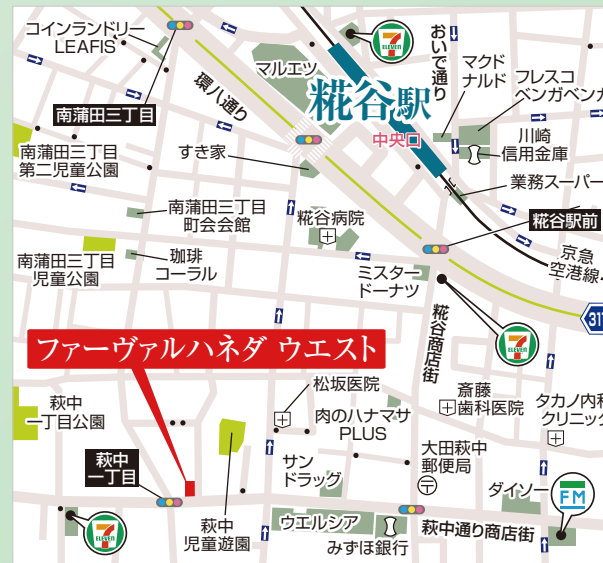 コインランドリー
LEAFIS
7
ELEVEN
おいで通り
マルエツ
マクド
ナルド
フレスコ
ベンガベンガ
環八通り
糀谷駅
中央口
南蒲田三丁目
川崎
信用金庫
南蒲田三丁目
第二児童公園
すき家
業務スーパー
南蒲田三丁目
町会会館
糀谷病院
糀谷駅前
南蒲田三丁目
児童公園
珈琲
コーラル
京急
空港線
ミスター
ドーナツ
311
糀谷商店街
7
ELEVEN
ファーヴァルハネダ ウエスト
松坂医院
斎藤
歯科医院
タカノ内科
クリニック
萩中
一丁目公園
肉のハナマサ
PLUS
萩中
一丁目
サン
ドラッグ
大田萩中
郵便局
ダイソー
FM
7
ELEVEN
萩中
児童遊園
ウエルシア
みずほ銀行
萩中通り商店街